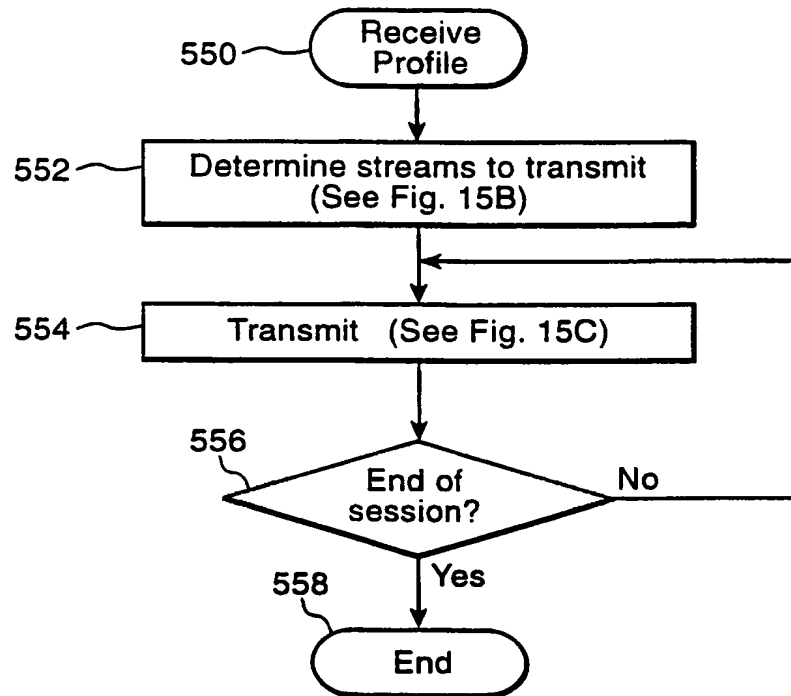 550
Receive
Profile
552
Determine streams to transmit
(See Fig. 15B)
554
Transmit (See Fig. 15C)
556
End of
session?
No
Yes
558
End